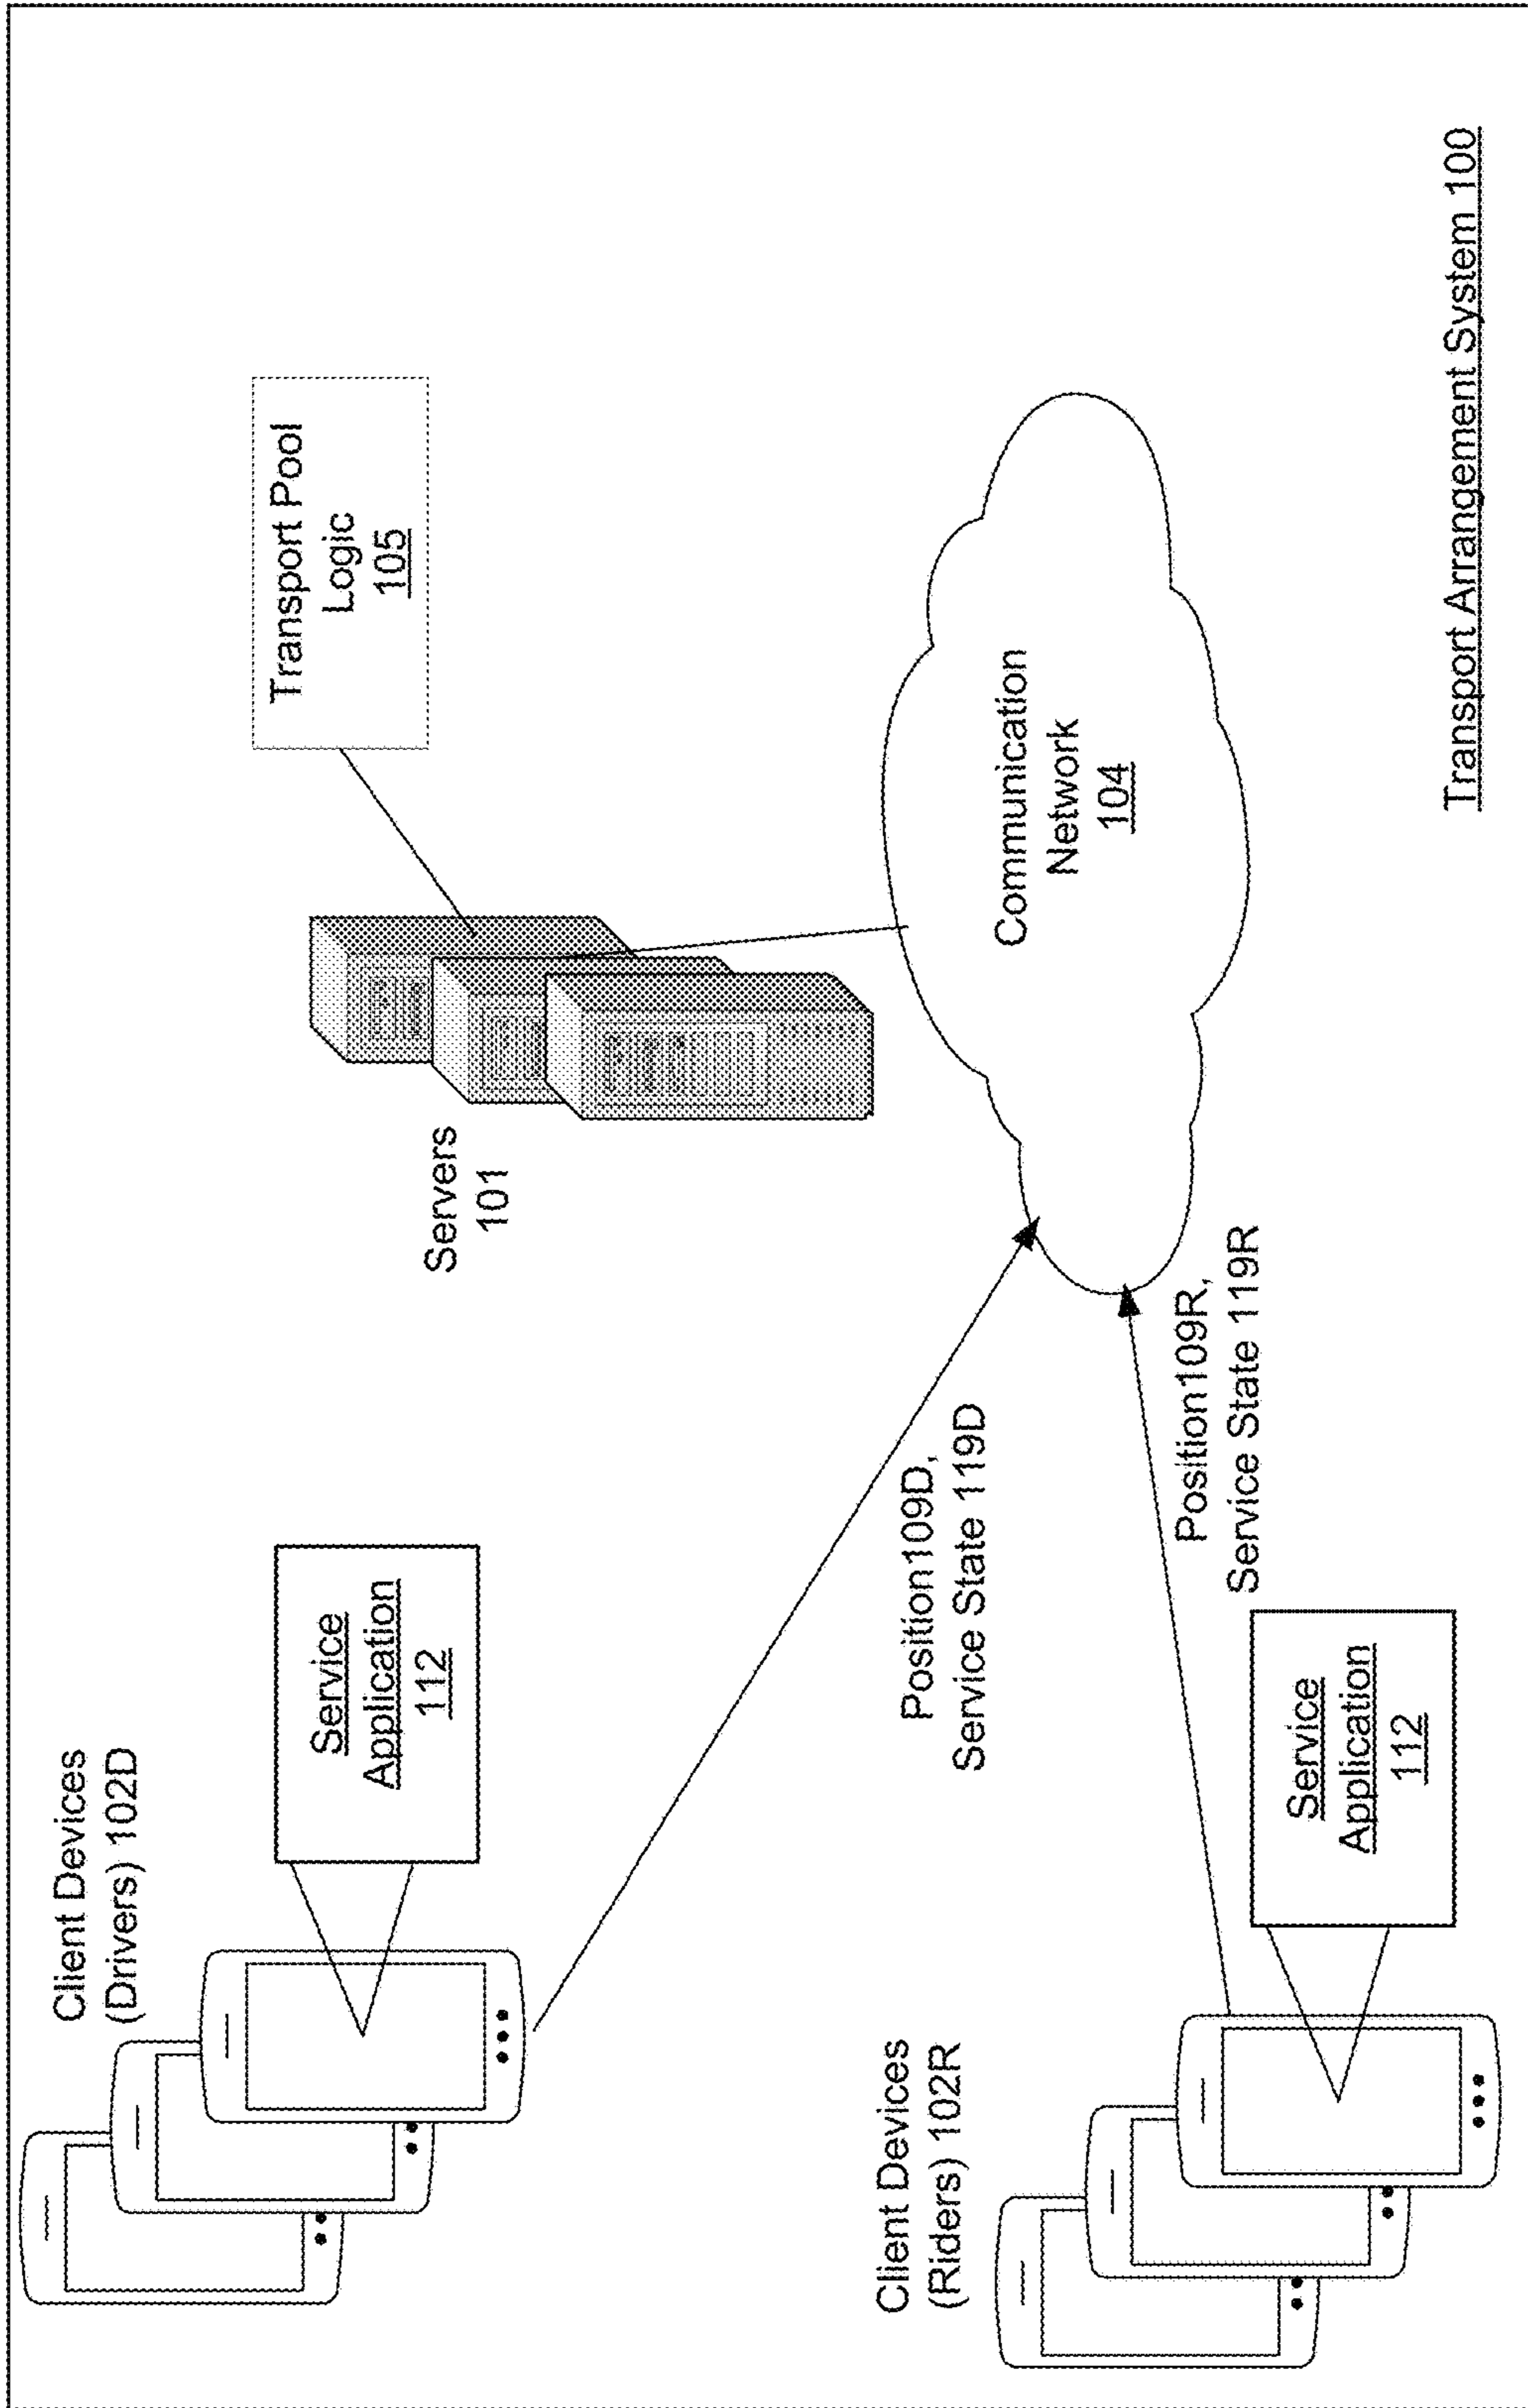 Client Devices
(Drivers) 102D
Service
Application
112
Servers
101
Transport Pool
Logic
105
Position109D,
Service State 119D
Communication
Network
104
Client Devices
(Riders) 102R
Service
Application
112
Position109R,
Service State 119R
Transport Arrangement System 100